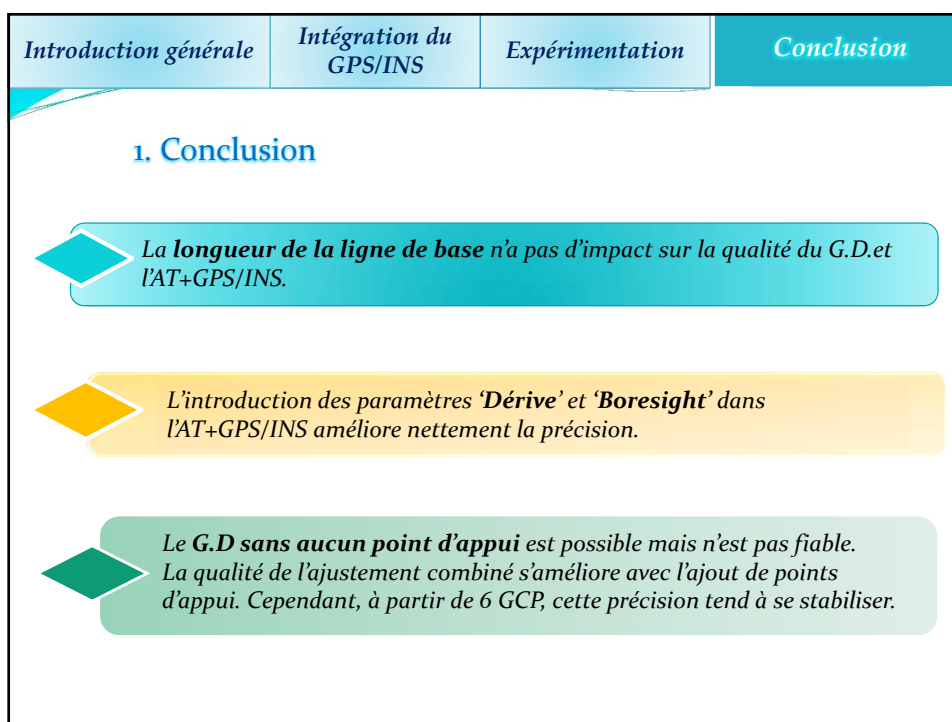 Introduction générale
Intégration du
GPS/INS
Expérimentation
Conclusion
1. Conclusion
La longueur de la ligne de base n'a pas d'impact sur la qualité du G.D.et
l'AT+GPS/INS.
L'introduction des paramètres ‘Dérive’ et ‘Boresight’ dans
l'AT+GPS/INS améliore nettement la précision.
Le G.D sans aucun point d'appui est possible mais n'est pas fiable.
La qualité de l'ajustement combiné s'améliore avec l'ajout de points
d'appui. Cependant, à partir de 6 GCP, cette précision tend à se stabiliser.